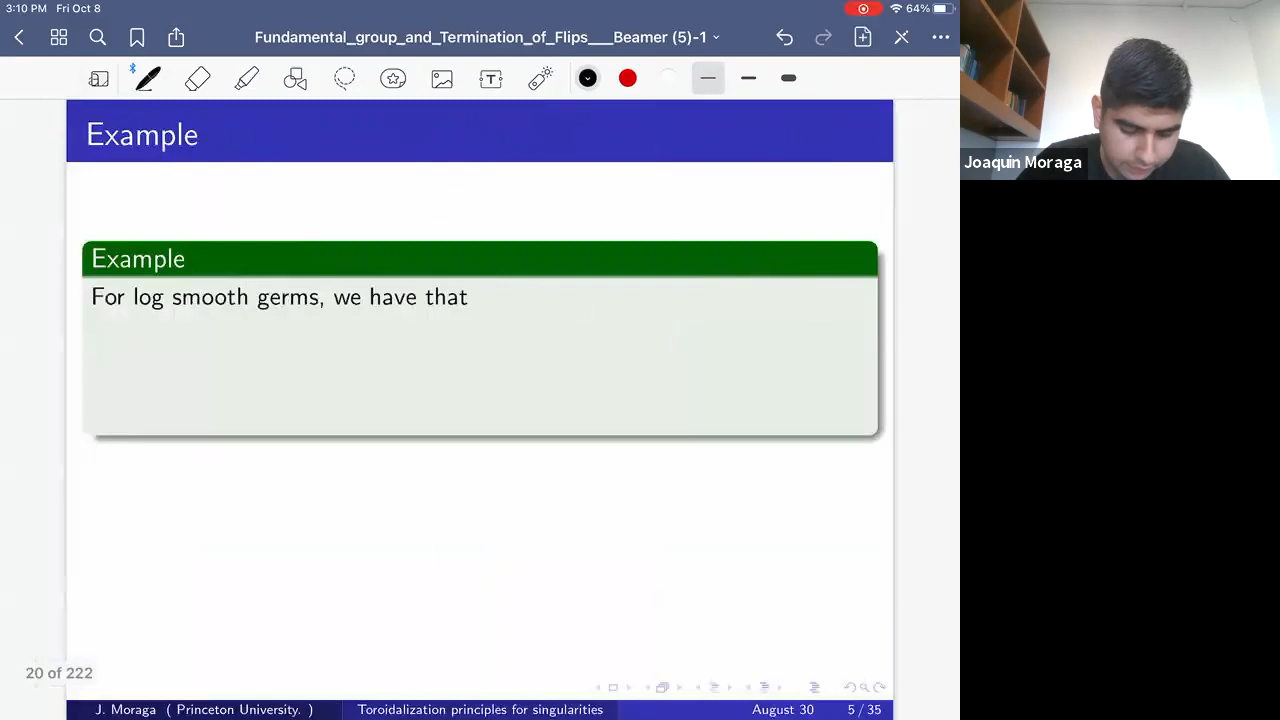 3:10 PM Fri Oct 8
64%
Fundamental_group_and_Termination_of_Flips___Beamer (5)-1
T
Example
Joaquin Moraga
Example
For log smooth germs, we have that
20 of 222
J. Moraga ( Princeton University. )
Toroidalization principles for singularities
August 30
5 / 35